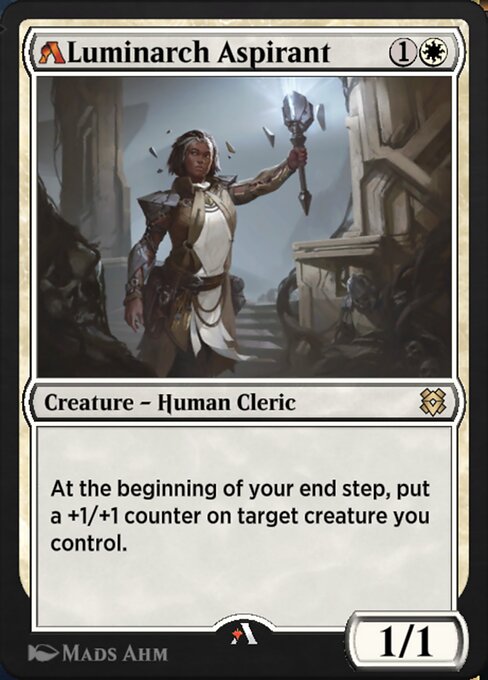 Luminarch Aspirant 1
Creature – Human Cleric
At the beginning of your end step, put
a +1/+1 counter on target creature you
control.
1/1
Mads Ahm